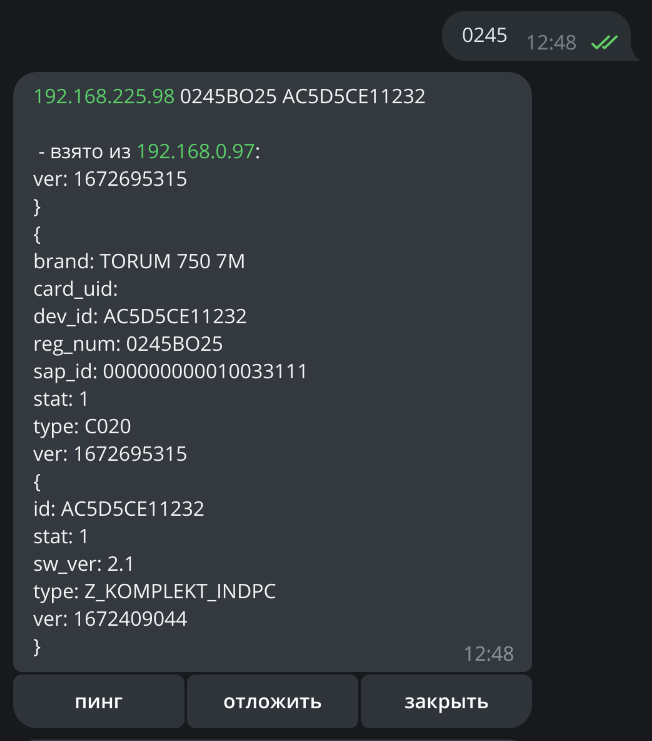 0245 12:48
192.168.225.98 0245BO25 AC5D5CE11232
- взято из 192.168.0.97:
ver: 1672695315
}
{
brand: TORUM 750 7M
card_uid:
dev_id: AC5D5CE11232
reg_num: 0245BO25
sap_id: 000000000010033111
stat: 1
type: C020
ver: 1672695315
{
id: AC5D5CE11232
stat: 1
sw_ver: 2.1
type: Z_KOMPLEKT_INDPC
ver: 1672409044
}
12:48
пинг отложить закрыть